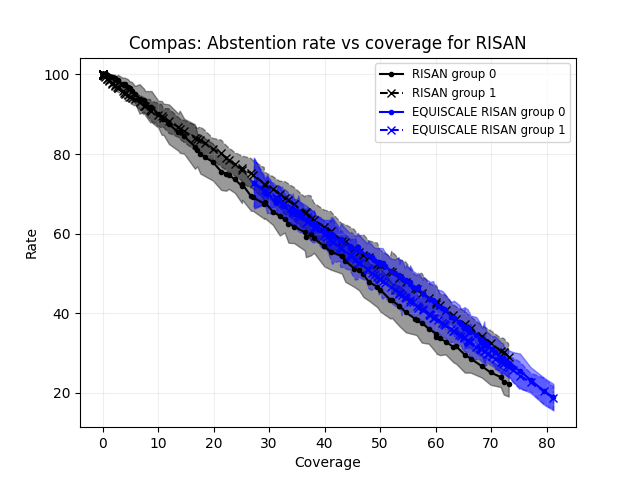 Compas: Abstention rate vs coverage for RISAN
RISAN group 0
RISAN group 1
EQUISCALE RISAN group 0
EQUISCALE RISAN group 1
100
80
60
40
20
Rate
0 10 20 30 40 50 60 70 80
Coverage